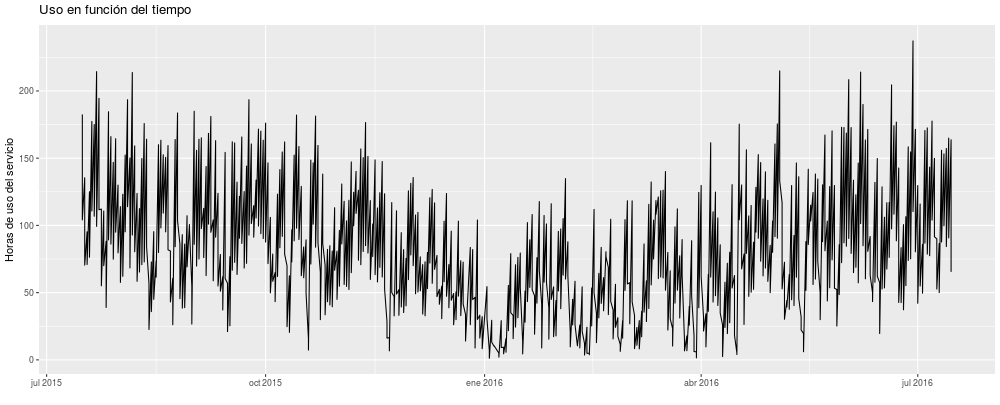 Uso en función del tiempo
Horas de uso del servicio
200
150
100
50
0
jul 2015
oct 2015
ene 2016
abr 2016
jul 2016